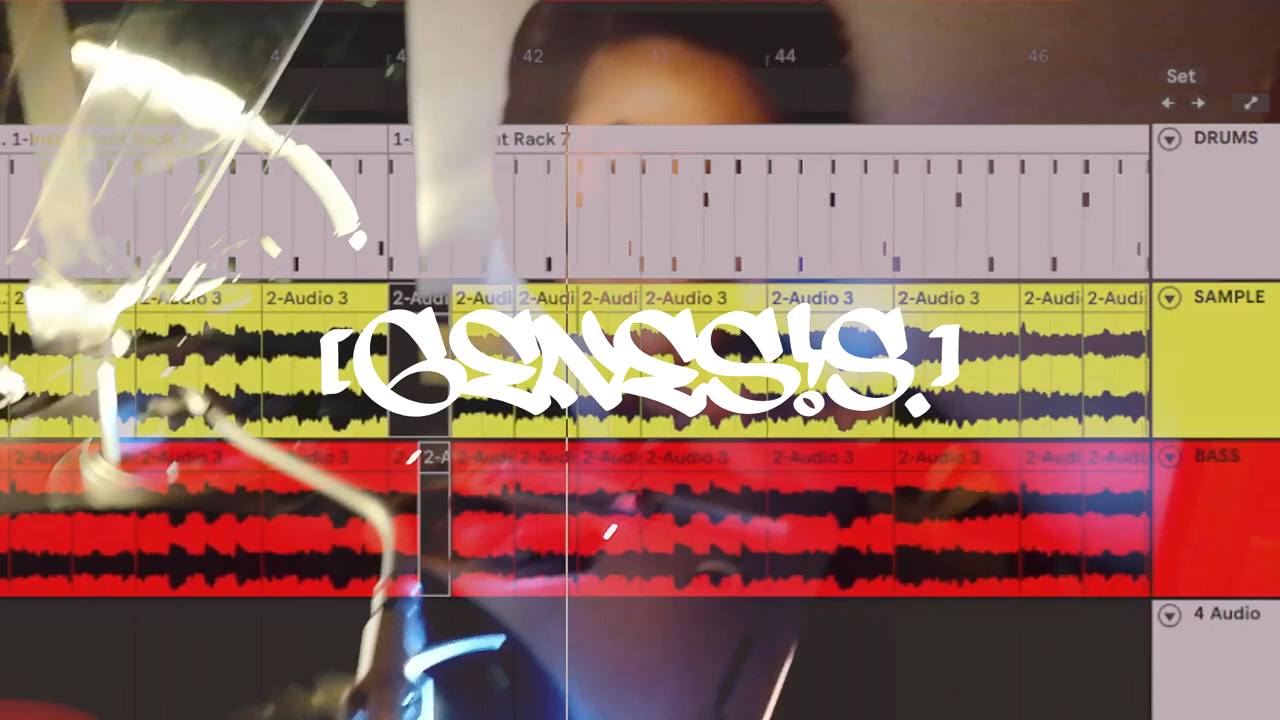 42 43 44 46
Set
.. 1-Instrument Rack 7 1- nt Rack 7 DRUMS
2-Audio 3 2-Audio 3 2-Audi 2-Audi 2-Audi 2-Audi 2-Audio 3 2-Audio 3 2-Audio 3 2-Audi 2-Audi SAMPLE
[GENES!S.]
2-Audi 2-Audio 3 2-Audio 3 2-A 2-Audi 2-Audi 2-Audi 2-Audio 3 2-Audio 3 2-Audio 3 2-Audi 2-Audi BASS
4 Audio